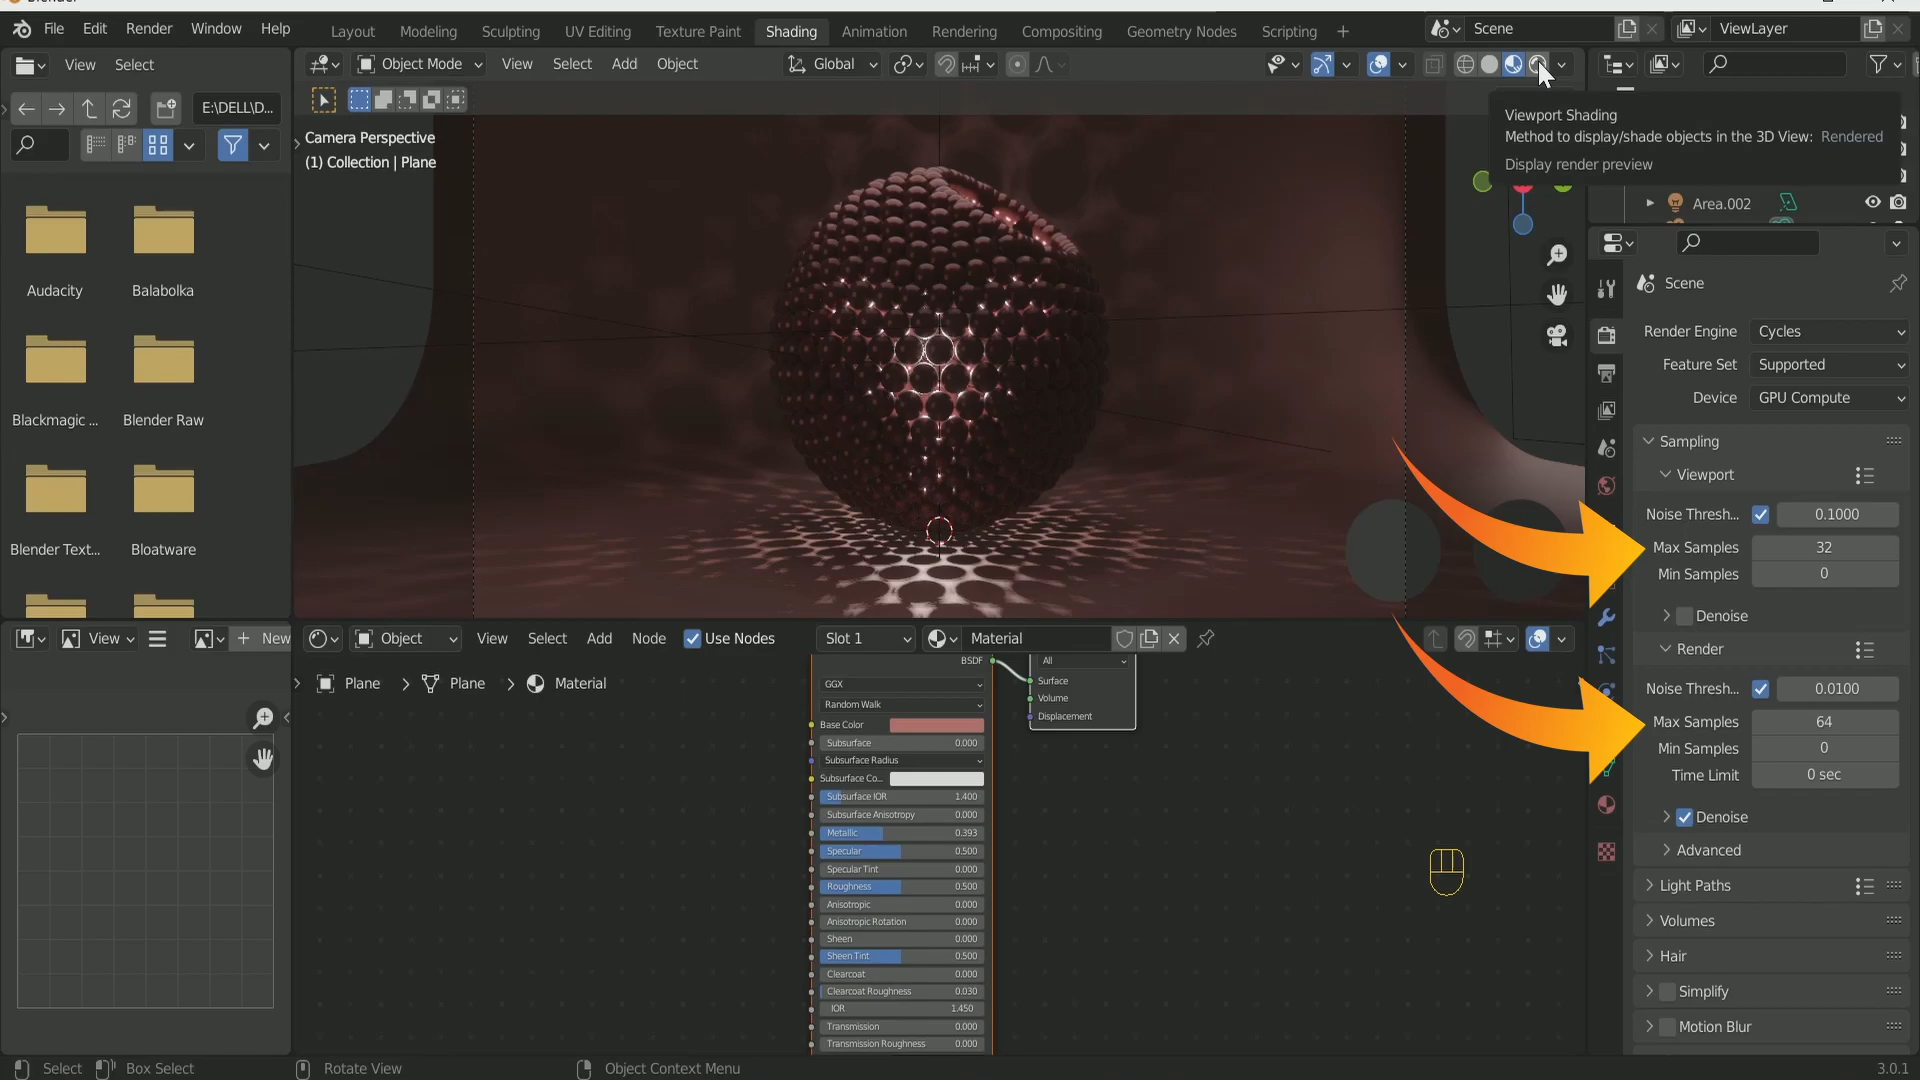 File Edit Render Window Help
Layout Modeling Sculpting UV Editing Texture Paint Shading Animation Rendering Compositing Geometry Nodes Scripting +
Scene
ViewLayer
View Select
Object Mode View Select Add Object
Global
E:\DELL\D...
Camera Perspective
(1) Collection | Plane
Viewport Shading
Method to display/shade objects in the 3D View: Rendered
Display render preview
Area.002
Audacity Balabolka
Blackmagic ... Blender Raw
Blender Text... Bloatware
Scene
Render Engine Cycles
Feature Set Supported
Device GPU Compute
Sampling
Viewport
Noise Thresh... 0.1000
Max Samples 32
Min Samples 0
Denoise
Render
Noise Thresh... 0.0100
Max Samples 64
Min Samples 0
Time Limit 0 sec
Denoise
Advanced
Light Paths
Volumes
Hair
Simplify
Motion Blur
View
+ New
Object View Select Add Node Use Nodes Slot 1 Material
Plane > Plane > Material
BSDF
GGX
Random Walk
Base Color
Subsurface 0.000
Subsurface Radius
Subsurface Co...
Subsurface IOR 1.400
Subsurface Anisotropy 0.000
Metallic 0.393
Specular 0.500
Specular Tint 0.000
Roughness 0.500
Anisotropic 0.000
Anisotropic Rotation 0.000
Sheen 0.000
Sheen Tint 0.500
Clearcoat 0.000
Clearcoat Roughness 0.030
IOR 1.450
Transmission 0.000
Transmission Roughness 0.000
All
Surface
Volume
Displacement
Select Box Select Rotate View Object Context Menu 3.0.1